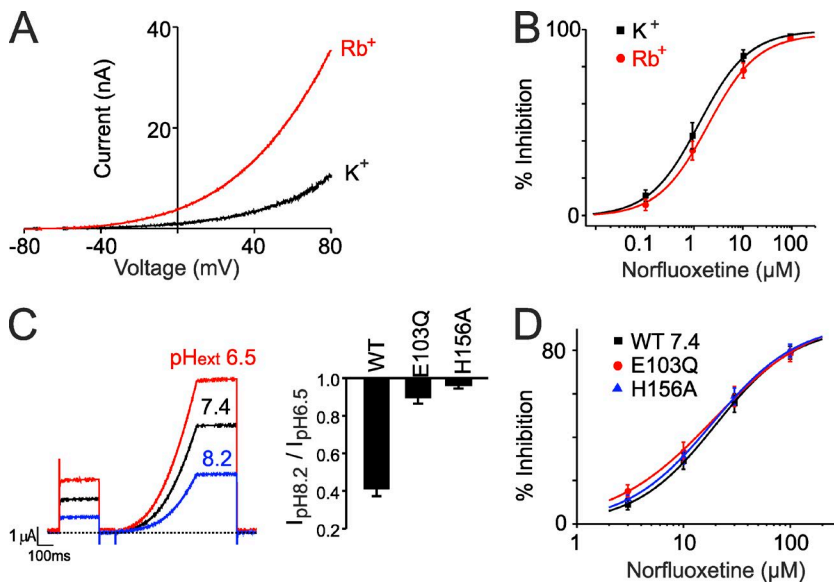 A
Current (nA)
40
20
Rb+
K+
-80
-40
0
40
80
Voltage (mV)
B
% Inhibition
100
0
K+
Rb+
0.1
1
10
100
Norfluoxetine (µM)
C
pHext 6.5
7.4
8.2
1 µA
100ms
WT
E103Q
H156A
1.0
0.8
0.6
0.4
0.2
IpH8.2 / IpH6.5
D
% Inhibition
80
0
WT 7.4
E103Q
H156A
1
10
100
Norfluoxetine (µM)